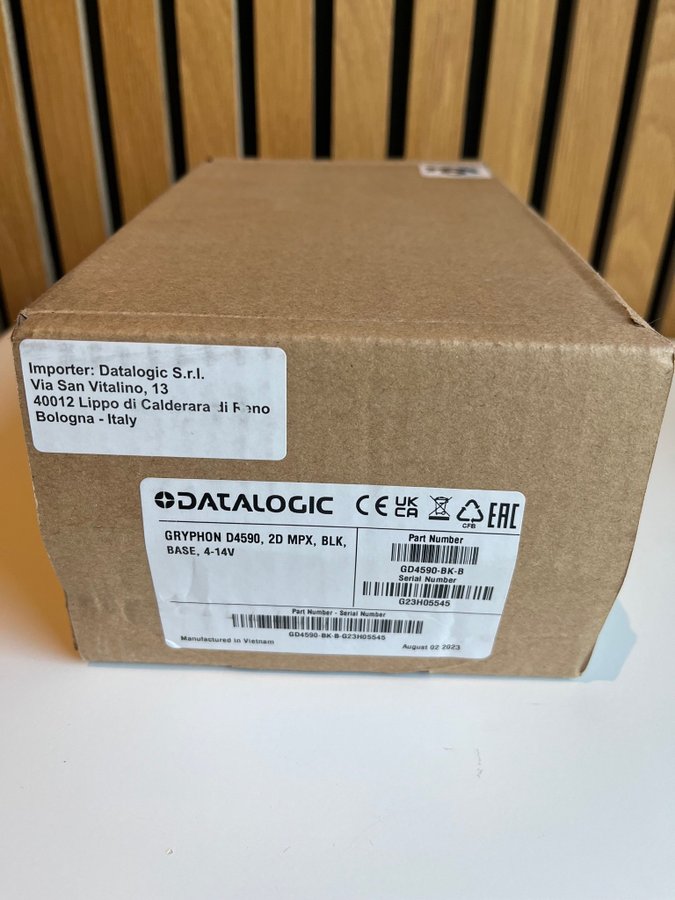 Importer: Datalogic S.r.l.
Via San Vitalino, 13
40012 Lippo di Calderara di Reno
Bologna - Italy
DATALOGIC
CE
UK
CA
CFB
EAC
GRYPHON D4590, 2D MPX, BLK,
BASE, 4-14V
Part Number
GD4590-BK-B
Serial Number
G23H05545
Part Number - Serial Number
GD4590-BK-B-G23H05545
Manufactured in Vietnam
August 02 2023